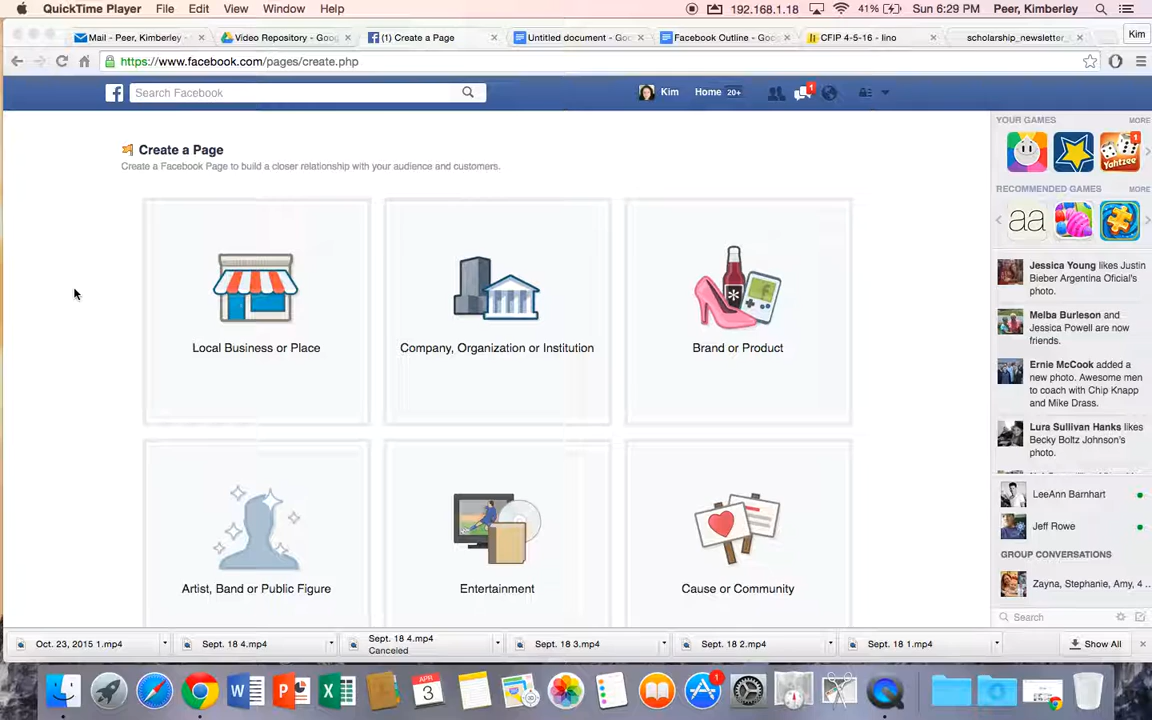 QuickTime Player File Edit View Window Help 192.168.1.18 41% Sun 6:29 PM Peer, Kimberley
Mail - Peer, Kimberley Video Repository - Goog (1) Create a Page Untitled document - Goo Facebook Outline - Goo CFIP 4-5-16 - lino scholarship_newsletter_ Kim
https://www.facebook.com/pages/create.php
f Search Facebook Kim Home 20+ 1
YOUR GAMES MORE
Create a Page
Create a Facebook Page to build a closer relationship with your audience and customers.
1
Yahtzee
RECOMMENDED GAMES MORE
aa
Local Business or Place
Company, Organization or Institution
Brand or Product
Jessica Young likes Justin
Bieber Argentina Oficial's
photo.
Melba Burleson and
Jessica Powell are now
friends.
Ernie McCook added a
new photo. Awesome men
to coach with Chip Knapp
and Mike Drass.
Lura Sullivan Hanks likes
Becky Boltz Johnson's
photo.
Artist, Band or Public Figure
Entertainment
Cause or Community
LeeAnn Barnhart
Jeff Rowe
GROUP CONVERSATIONS
Zayna, Stephanie, Amy, 4 ...
Search
Oct. 23, 2015 1.mp4
Sept. 18 4.mp4
Sept. 18 4.mp4
Canceled
Sept. 18 3.mp4
Sept. 18 2.mp4
Sept. 18 1.mp4
Show All
W P X APR 3 1